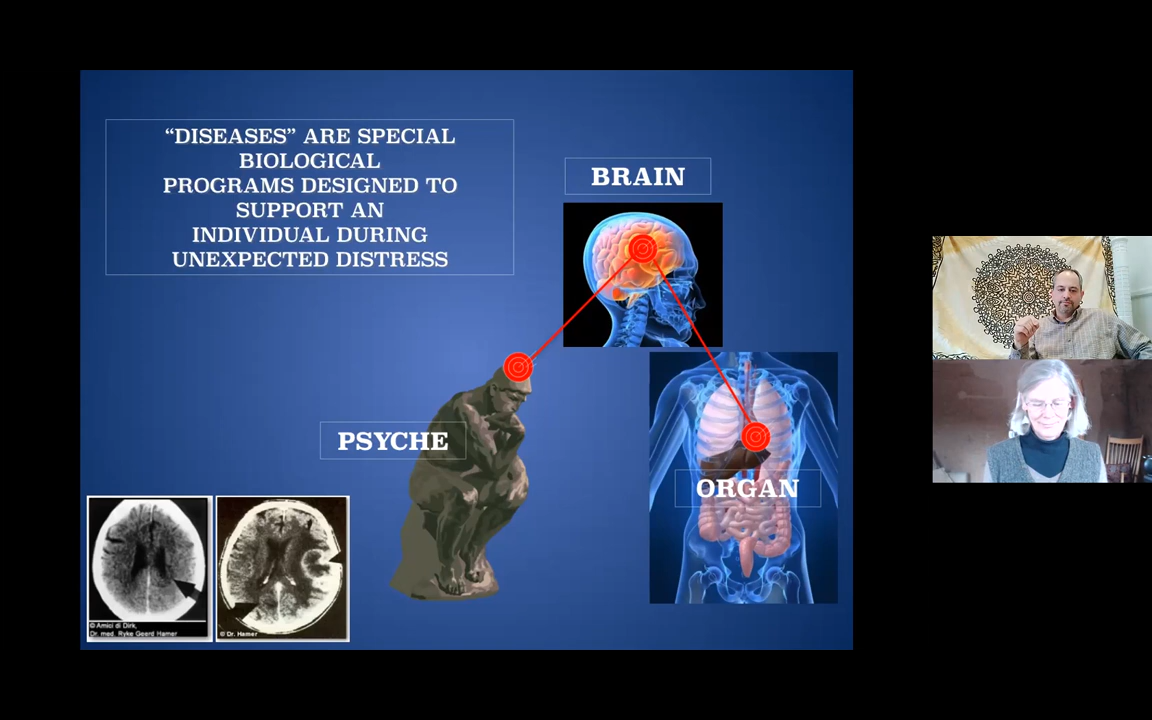 “DISEASES” ARE SPECIAL
BIOLOGICAL
PROGRAMS DESIGNED TO
SUPPORT AN
INDIVIDUAL DURING
UNEXPECTED DISTRESS
BRAIN
PSYCHE
ORGAN
© Amici di Dirk,
Dr. med. Ryke Geerd Hamer
© Dr. Hamer